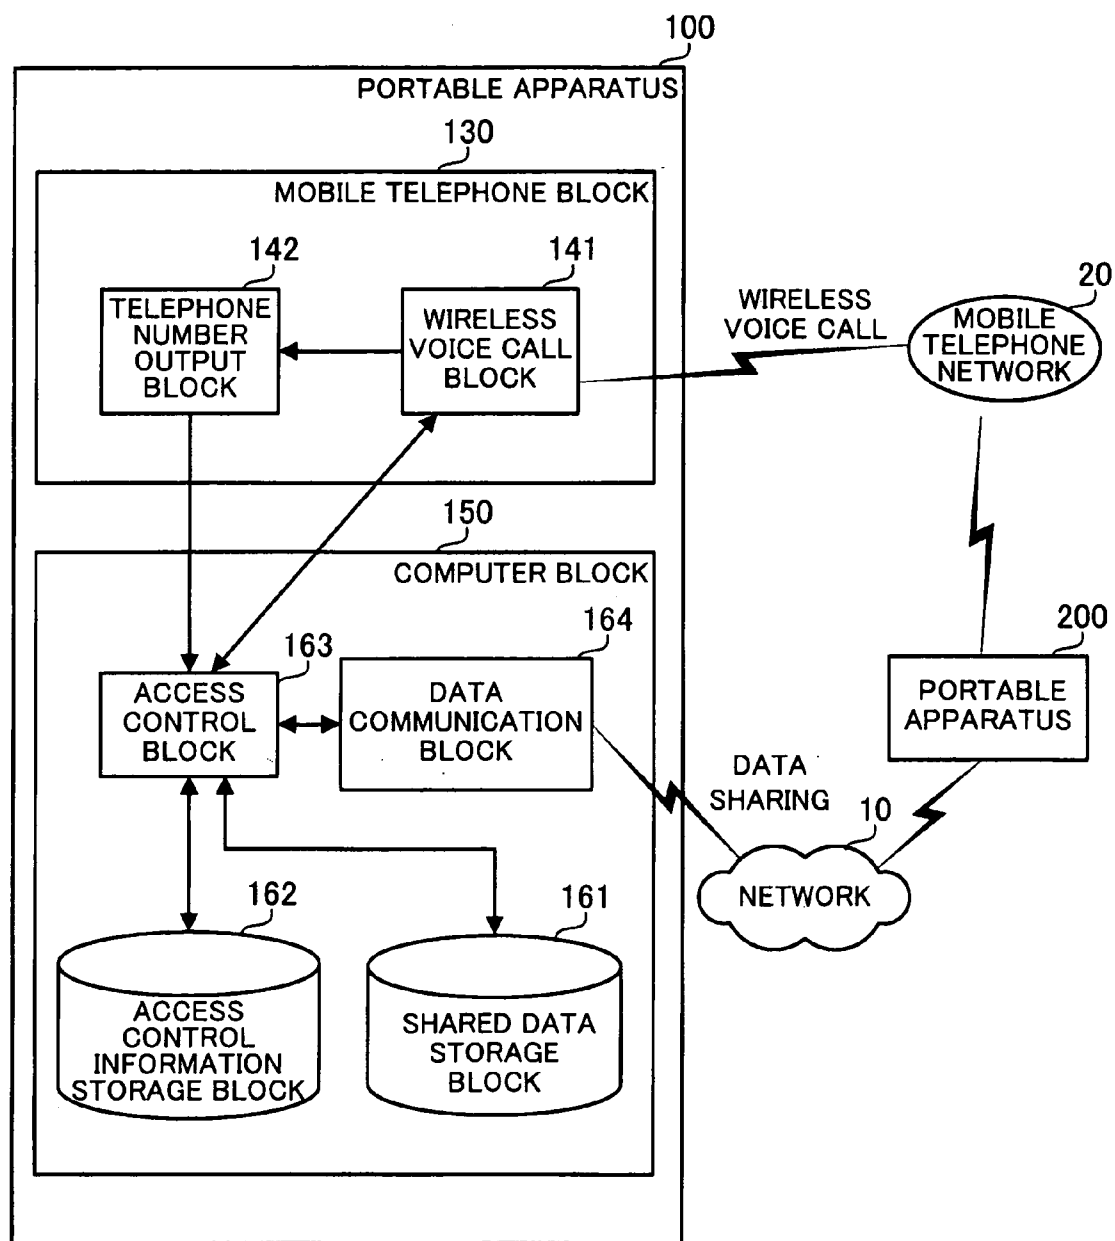 100
PORTABLE APPARATUS
130
MOBILE TELEPHONE BLOCK
142
TELEPHONE
NUMBER
OUTPUT
BLOCK
141
WIRELESS
VOICE CALL
BLOCK
WIRELESS
VOICE CALL
20
MOBILE
TELEPHONE
NETWORK
150
COMPUTER BLOCK
163
ACCESS
CONTROL
BLOCK
164
DATA
COMMUNICATION
BLOCK
200
PORTABLE
APPARATUS
DATA
SHARING
10
NETWORK
162
ACCESS
CONTROL
INFORMATION
STORAGE BLOCK
161
SHARED DATA
STORAGE
BLOCK